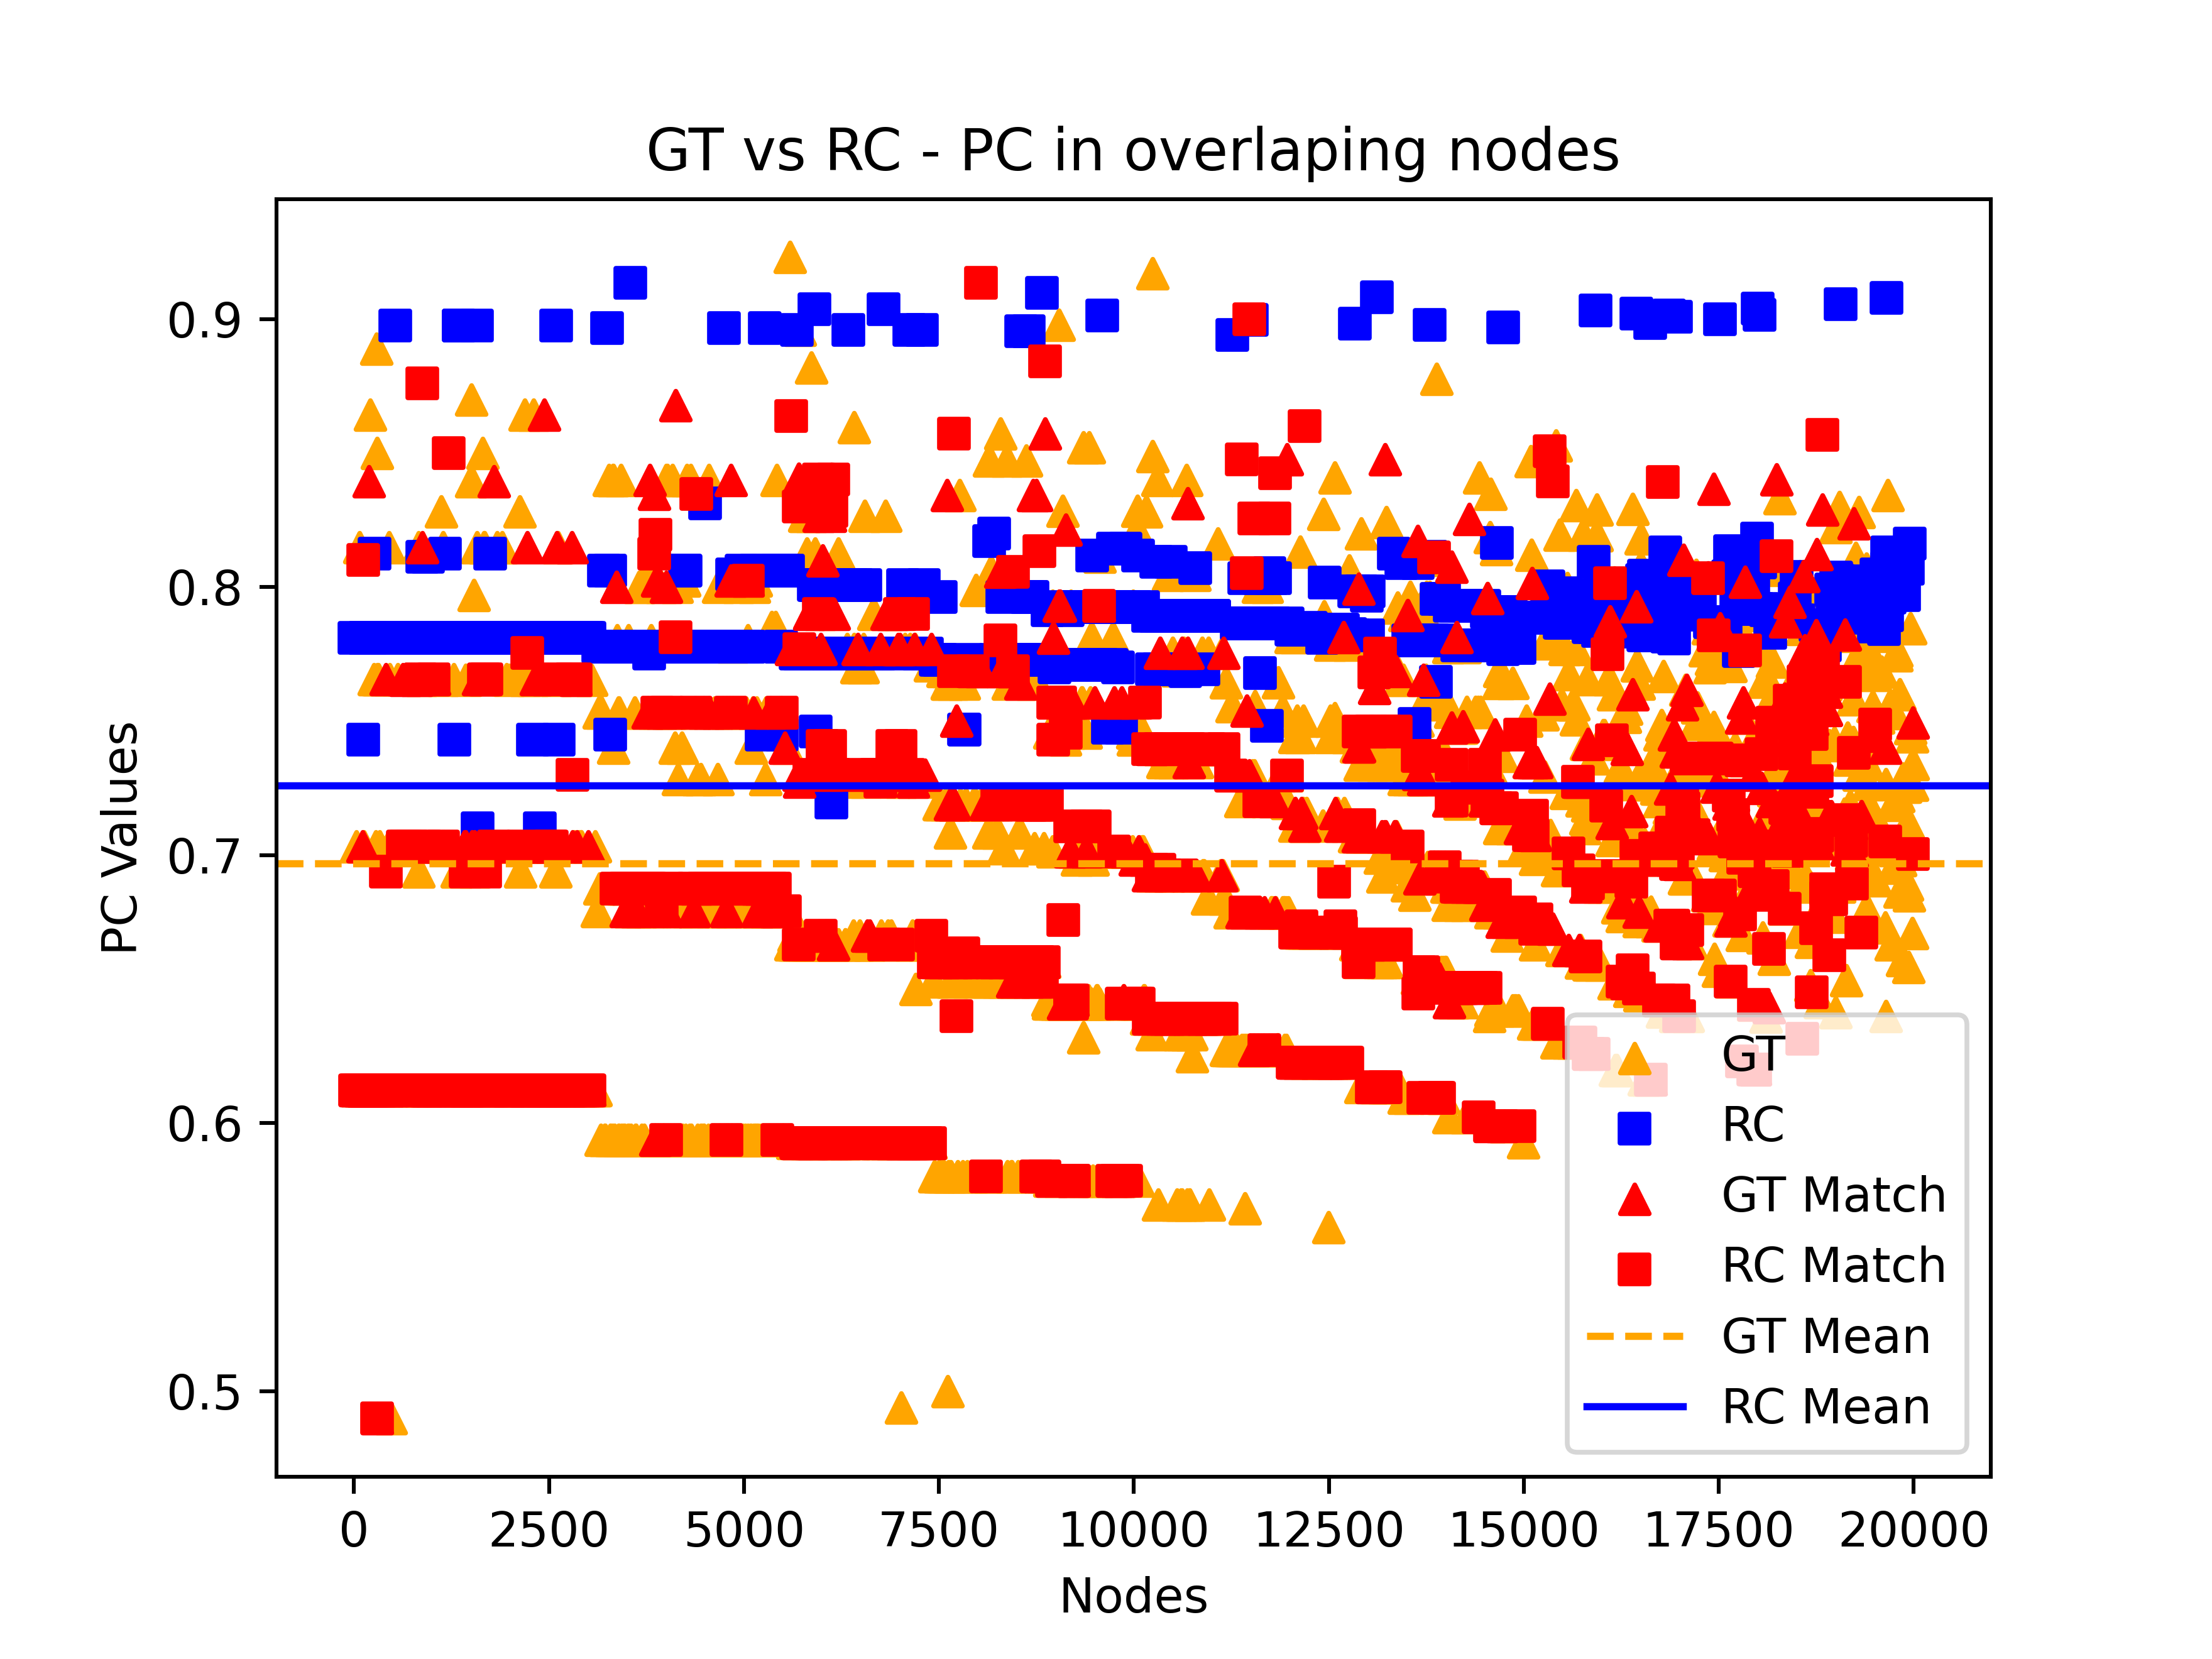 GT vs RC - PC in overlaping nodes
PC Values
0.9
0.8
0.7
0.6
0.5
0
2500
5000
7500
10000
12500
15000
17500
20000
Nodes
GT
RC
GT Match
RC Match
GT Mean
RC Mean